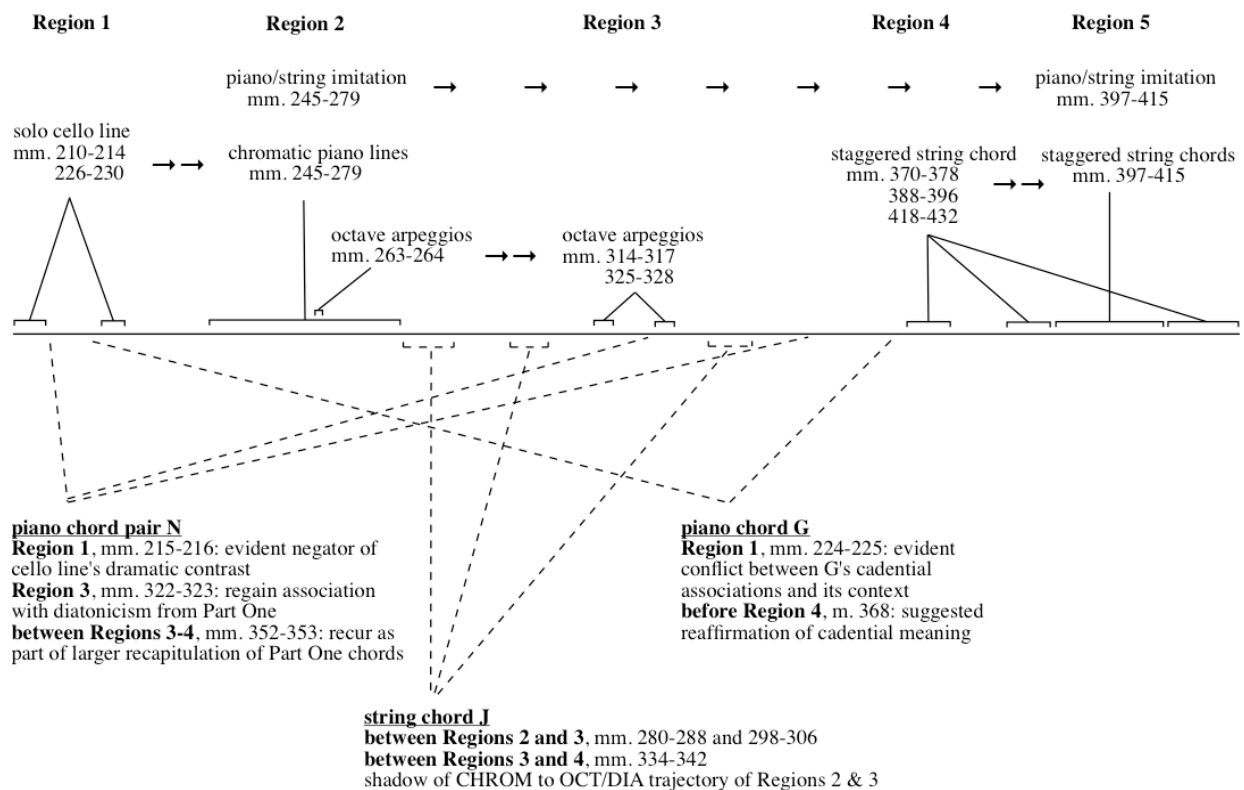 Region 1
Region 2
Region 3
Region 4
Region 5
piano/string imitation
mm. 245-279
piano/string imitation
mm. 397-415
solo cello line
mm. 210-214
226-230
chromatic piano lines
mm. 245-279
staggered string chord
mm. 370-378
388-396
418-432
staggered string chords
mm. 397-415
octave arpeggios
mm. 263-264
octave arpeggios
mm. 314-317
325-328
piano chord pair N
Region 1, mm. 215-216: evident negator of
cello line's dramatic contrast
Region 3, mm. 322-323: regain association
with diatonicism from Part One
between Regions 3-4, mm. 352-353: recur as
part of larger recapitulation of Part One chords
piano chord G
Region 1, mm. 224-225: evident
conflict between G's cadential
associations and its context
before Region 4, m. 368: suggested
reaffirmation of cadential meaning
string chord J
between Regions 2 and 3, mm. 280-288 and 298-306
between Regions 3 and 4, mm. 334-342
shadow of CHROM to OCT/DIA trajectory of Regions 2 & 3